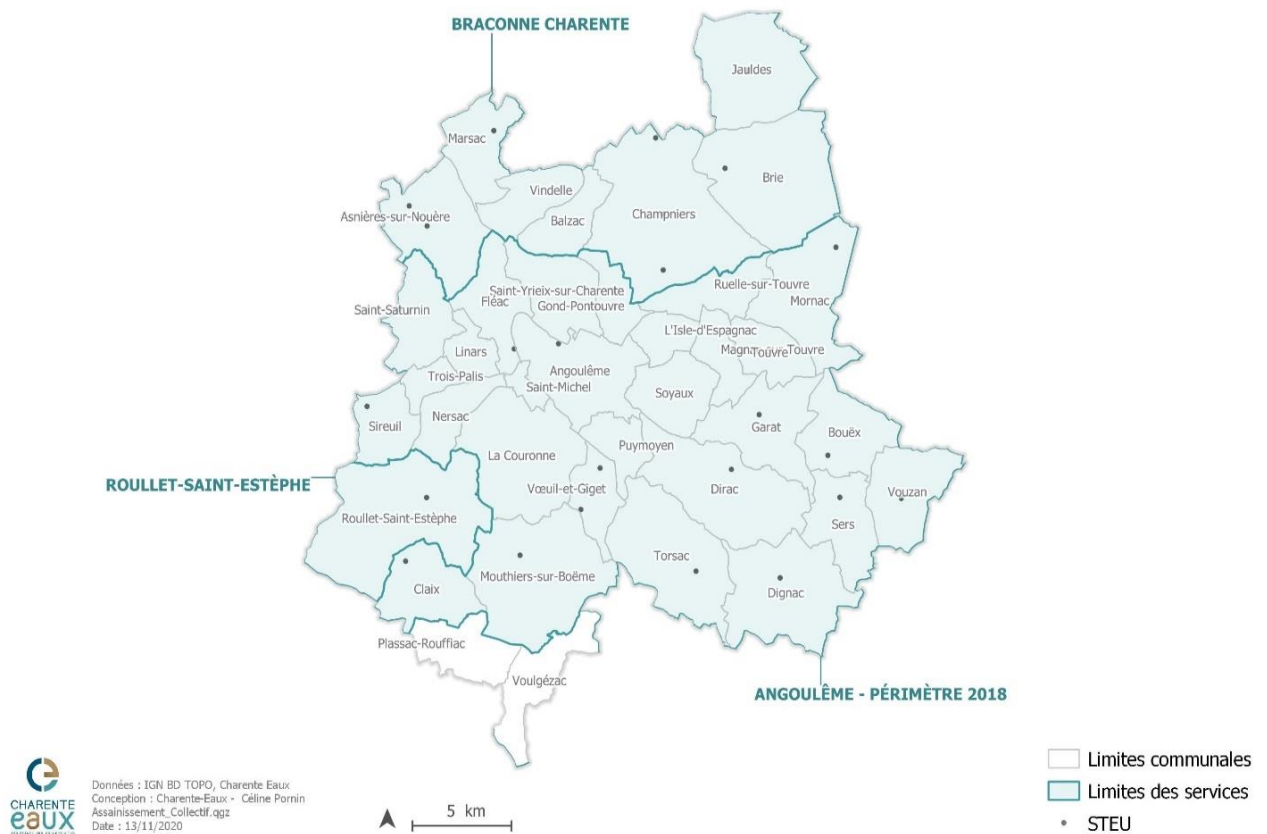 BRACONNE CHARENTE
Jauldes
Marsac
Brie
Vindelle
Champniers
Asnières-sur-Nouère
Balzac
Saint-Yrieix-sur-Charente
Ruelle-sur-Touvre
Fléac
Gond-Pontouvre
Mornac
Saint-Saturnin
L'Isle-d'Espagnac
Linars
Touvre
Touvre
Trois-Palis
Angoulême
Saint-Michel
Soyaux
Sireuil
Nersac
Garat
Bouëx
Puymoyen
La Couronne
ROULLET-SAINT-ESTÈPHE
Vœuil-et-Giget
Dirac
Vouzan
Roullet-Saint-Estèphe
Sers
Torsac
Mouthiers-sur-Boëme
Claix
Dignac
Plassac-Rouffiac
Voulgézac
ANGOULÊME - PÉRIMÈTRE 2018
CHARENTE
eaux
Données : IGN BD TOPO, Charente Eaux
Conception : Charente-Eaux - Céline Pornin
Assainissement_Collectif.qgz
Date : 13/11/2020
5 km
Limites communales
Limites des services
STEU